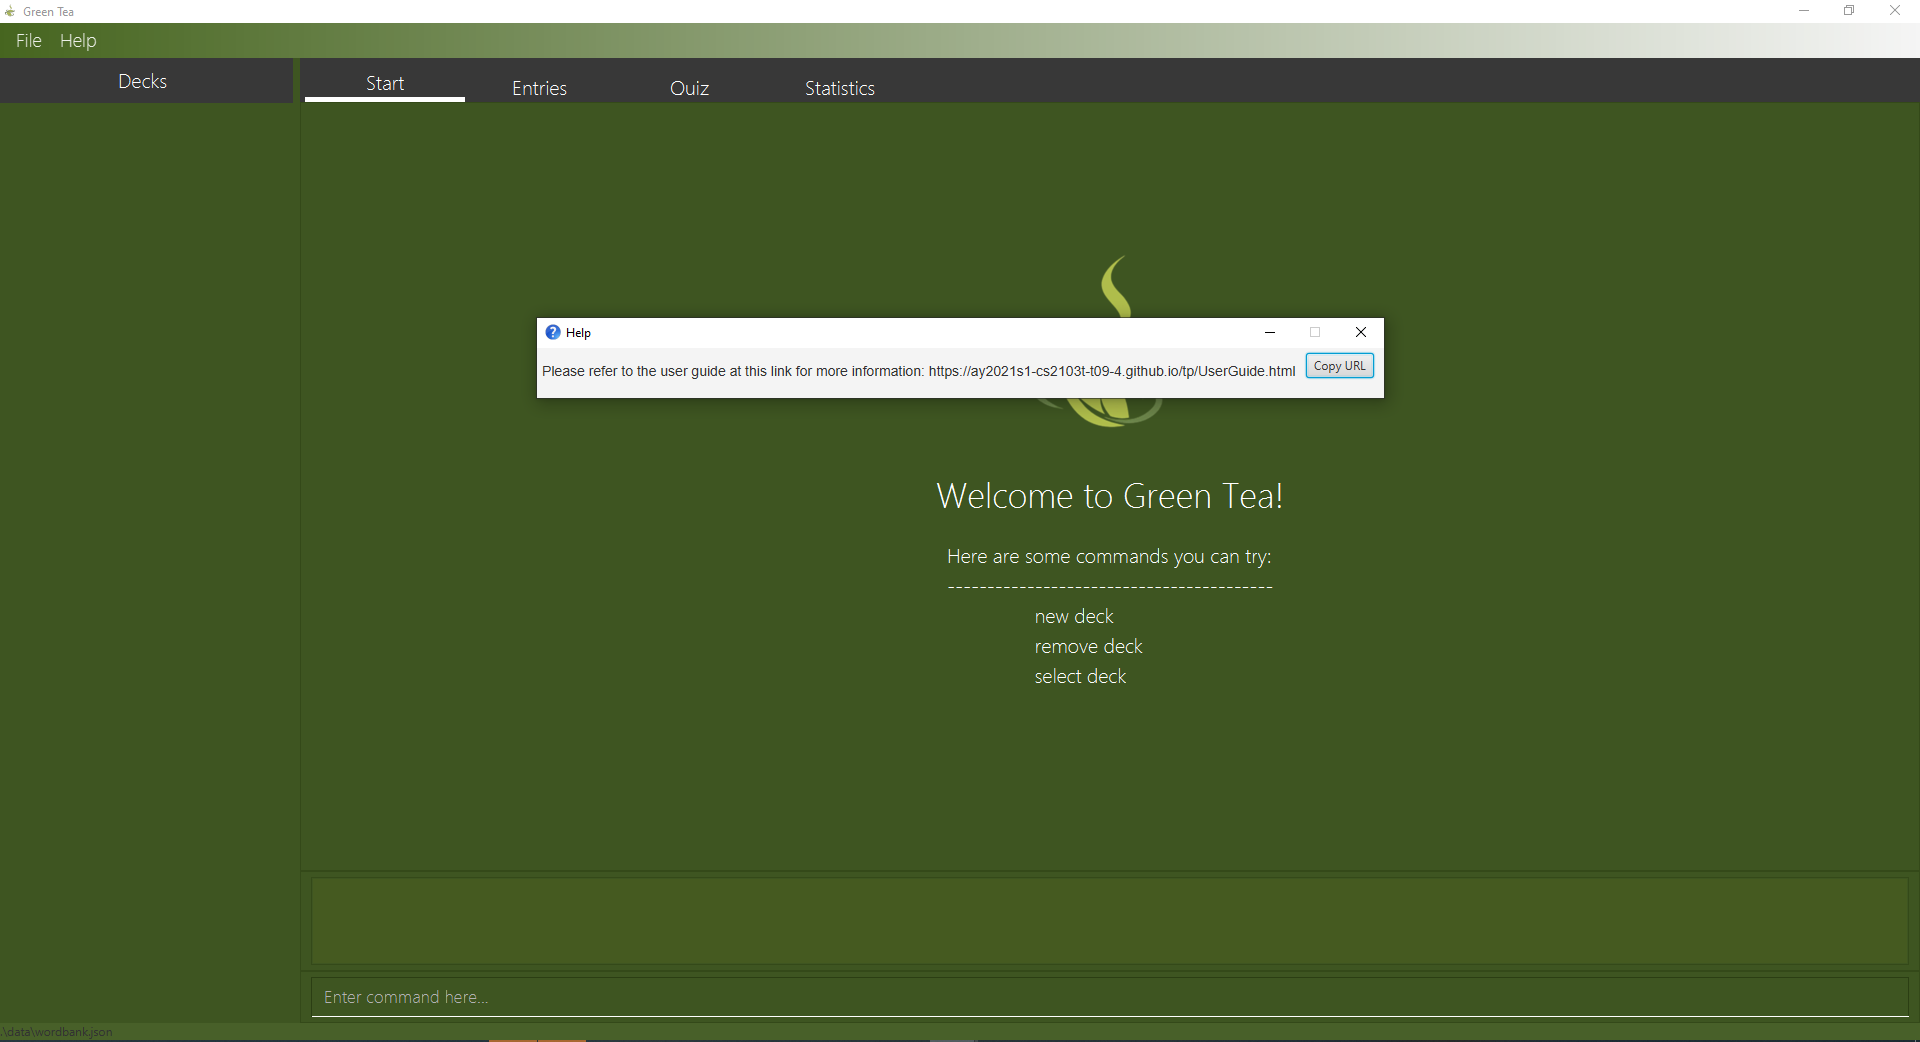 Green Tea
File Help
Decks
Start Entries Quiz Statistics
Help
Please refer to the user guide at this link for more information: https://ay2021s1-cs2103t-t09-4.github.io/tp/UserGuide.html Copy URL
Welcome to Green Tea!
Here are some commands you can try:
----------------------------------------
new deck
remove deck
select deck
Enter command here...
.\data\wordbank.json